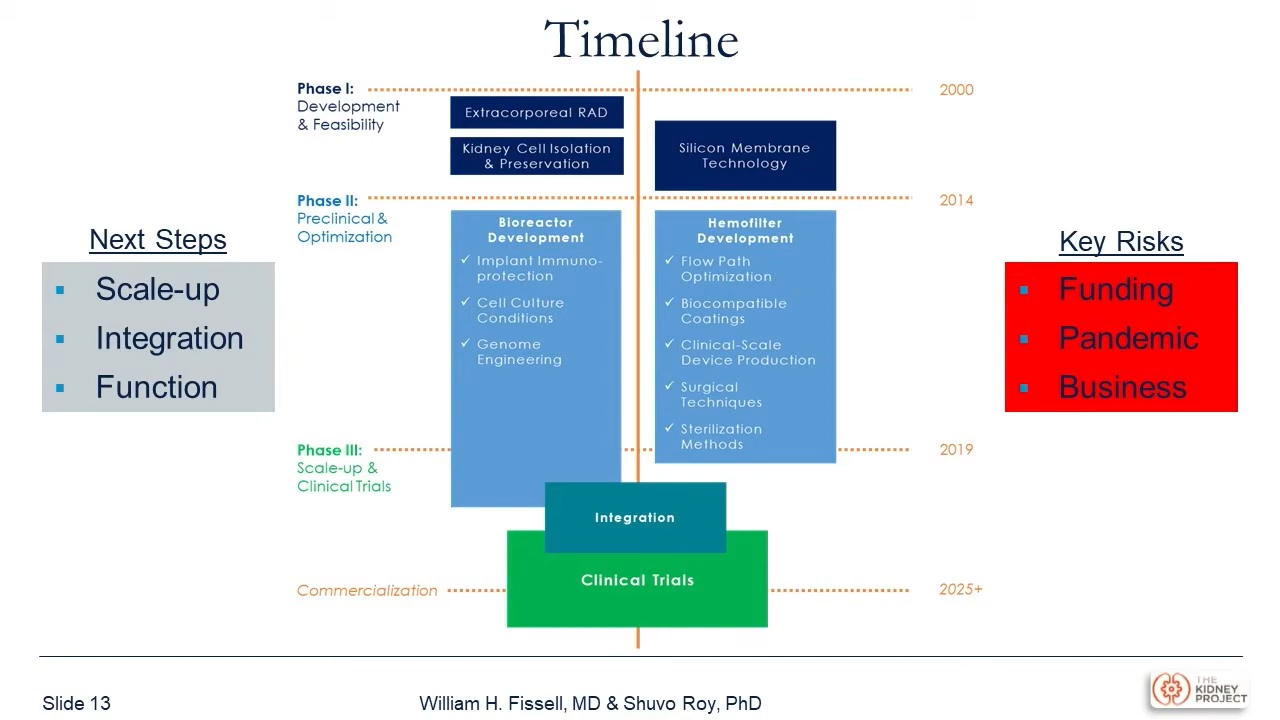 Timeline
Phase I:
Development
& Feasibility
2000
Extracorporeal RAD
Kidney Cell Isolation
& Preservation
Silicon Membrane
Technology
Phase II:
Preclinical &
Optimization
2014
Bioreactor
Development
✓ Implant Immuno-
protection
✓ Cell Culture
Conditions
✓ Genome
Engineering
Hemofilter
Development
✓ Flow Path
Optimization
✓ Biocompatible
Coatings
✓ Clinical-Scale
Device Production
✓ Surgical
Techniques
✓ Sterilization
Methods
Next Steps
▪ Scale-up
▪ Integration
▪ Function
Key Risks
▪ Funding
▪ Pandemic
▪ Business
Phase III:
Scale-up &
Clinical Trials
2019
Integration
Clinical Trials
Commercialization
2025+
Slide 13
William H. Fissell, MD & Shuvo Roy, PhD
THE
KIDNEY
PROJECT